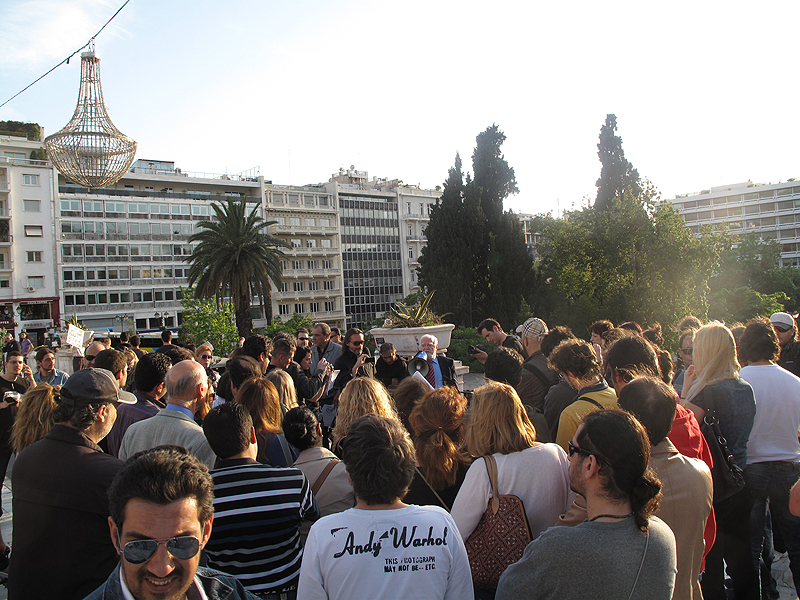 Andy Warhol
THIS PHOTOGRAPH
MAY NOT BE-- ETC.